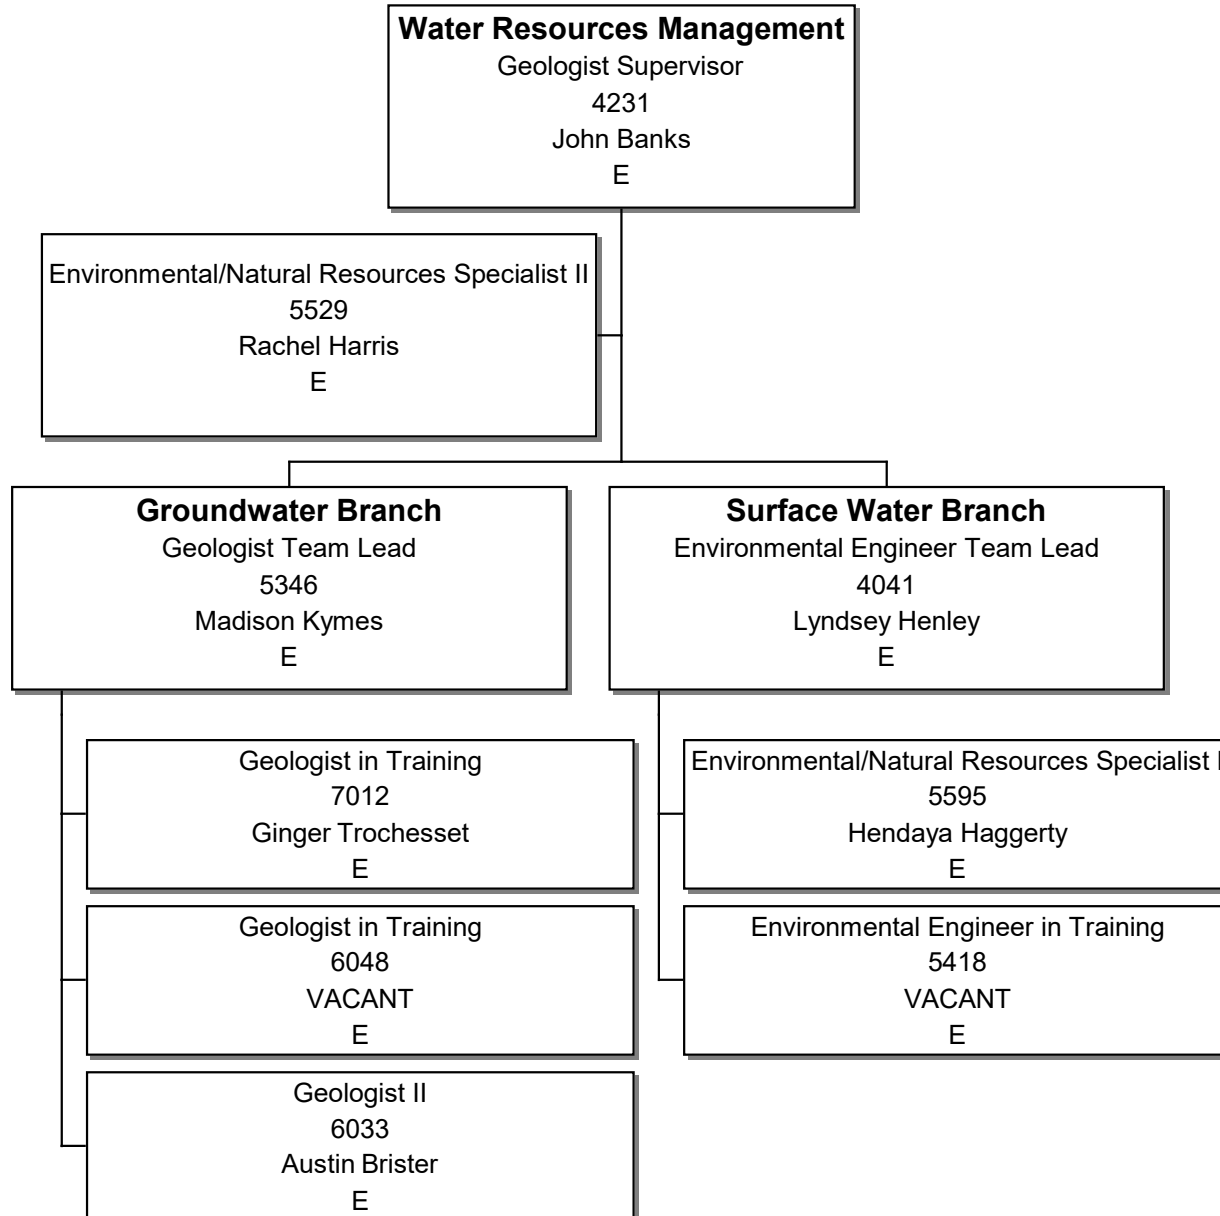 Water Resources Management
Geologist Supervisor
4231
John Banks
E
Environmental/Natural Resources Specialist II
5529
Rachel Harris
E
Groundwater Branch
Geologist Team Lead
5346
Madison Kymes
E
Surface Water Branch
Environmental Engineer Team Lead
4041
Lyndsey Henley
E
Geologist in Training
7012
Ginger Trochesset
E
Geologist in Training
6048
VACANT
E
Geologist II
6033
Austin Brister
E
Environmental/Natural Resources Specialist
5595
Hendaya Haggerty
E
Environmental Engineer in Training
5418
VACANT
E